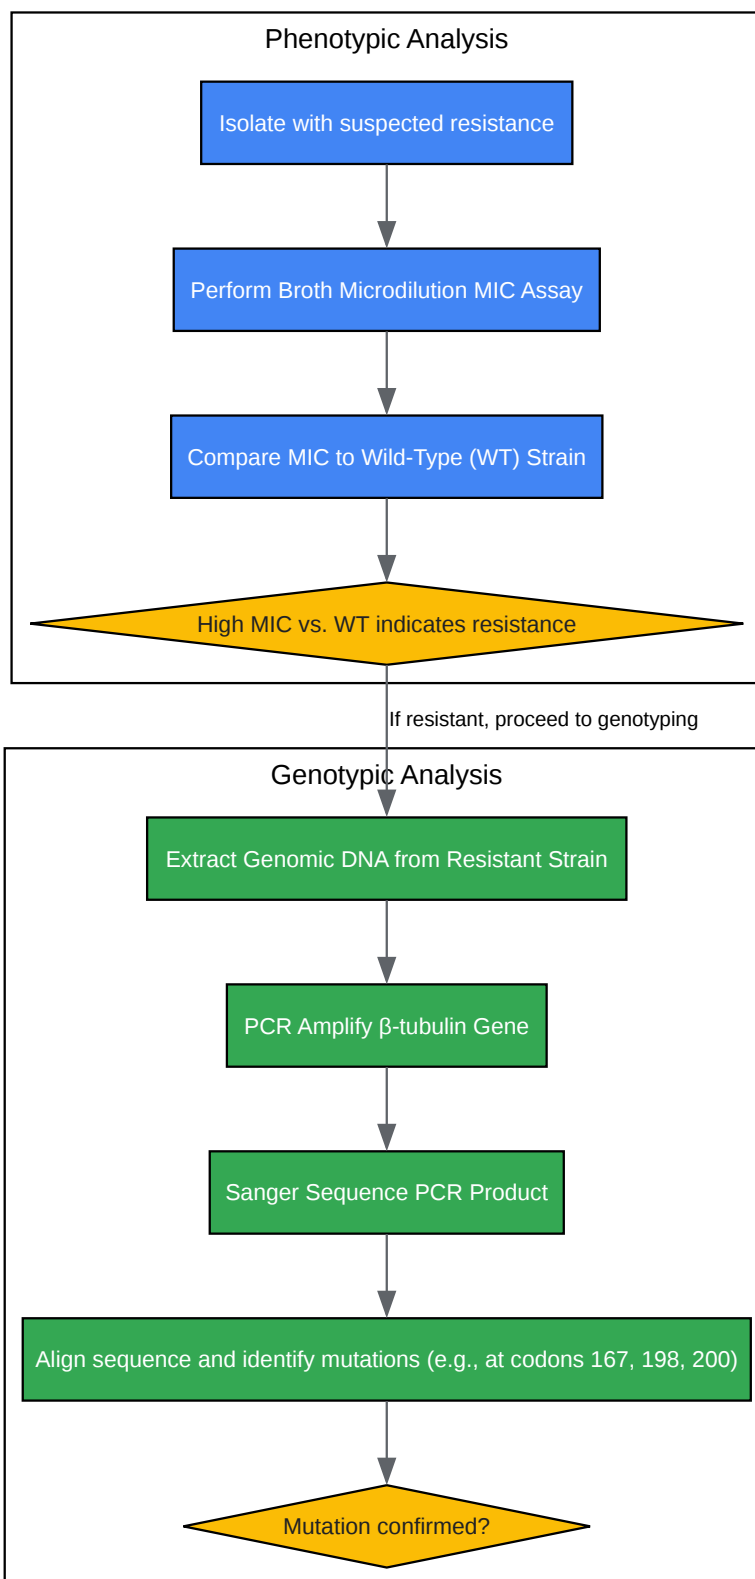 Phenotypic Analysis
Isolate with suspected resistance
Perform Broth Microdilution MIC Assay
Compare MIC to Wild-Type (WT) Strain
High MIC vs. WT indicates resistance
If resistant, proceed to genotyping
Genotypic Analysis
Extract Genomic DNA from Resistant Strain
PCR Amplify β-tubulin Gene
Sanger Sequence PCR Product
Align sequence and identify mutations (e.g., at codons 167, 198, 200)
Mutation confirmed?